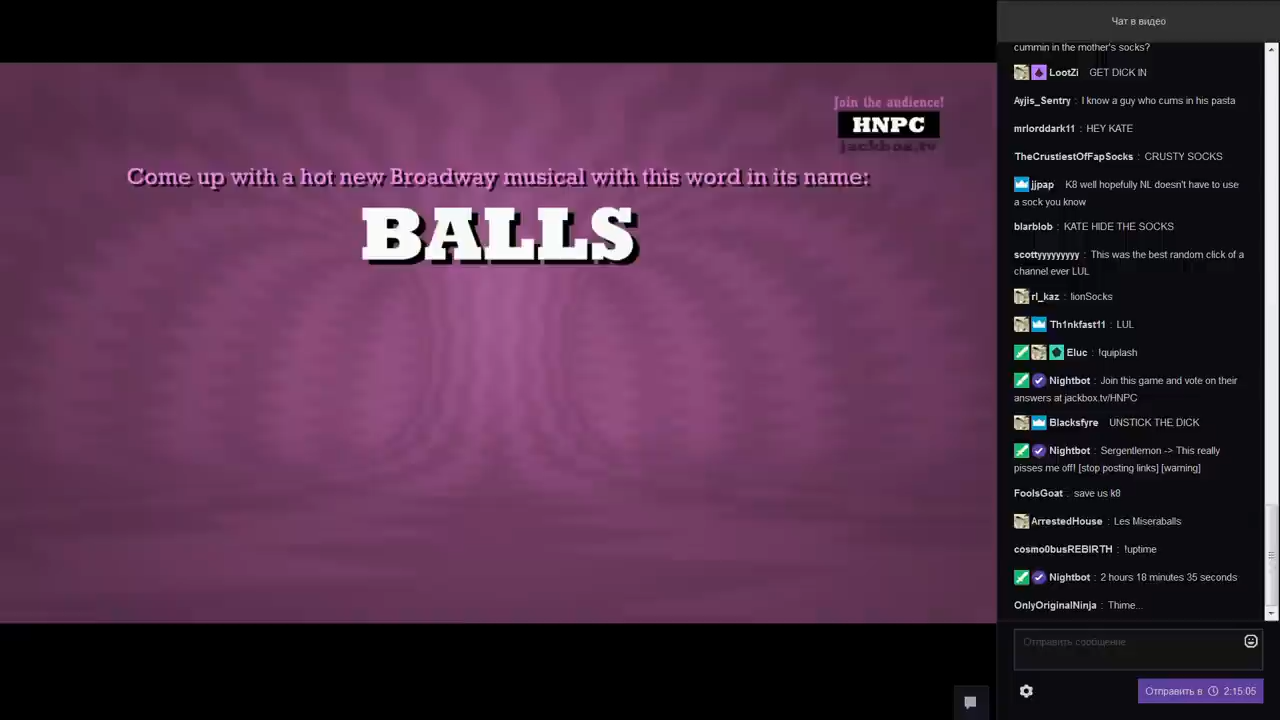 Join the audience!
HNPC
jackbox.tv
Come up with a hot new Broadway musical with this word in its name:
BALLS
Чат в видео
cummin in the mother's socks?
LootZi GET DICK IN
Ayjis_Sentry : I know a guy who cums in his pasta
mrlorddark11 : HEY KATE
TheCrustiestOfFapSocks : CRUSTY SOCKS
jjpap K8 well hopefully NL doesn't have to use
a sock you know
blarblob : KATE HIDE THE SOCKS
scottyyyyyyyyy : This was the best random click of a
channel ever LUL
rl_kaz : lionSocks
Th1nkfast11 : LUL
Eluc : !quiplash
Nightbot : Join this game and vote on their
answers at jackbox.tv/HNPC
Blacksfyre UNSTICK THE DICK
Nightbot : Sergentlemon -> This really
pisses me off! [stop posting links] [warning]
FoolsGoat : save us k8
ArrestedHouse : Les Miseraballs
cosmo0busREBIRTH : !uptime
Nightbot : 2 hours 18 minutes 35 seconds
OnlyOriginalNinja : Thime...
Отправить сообщение
Отправить в 2:15:05